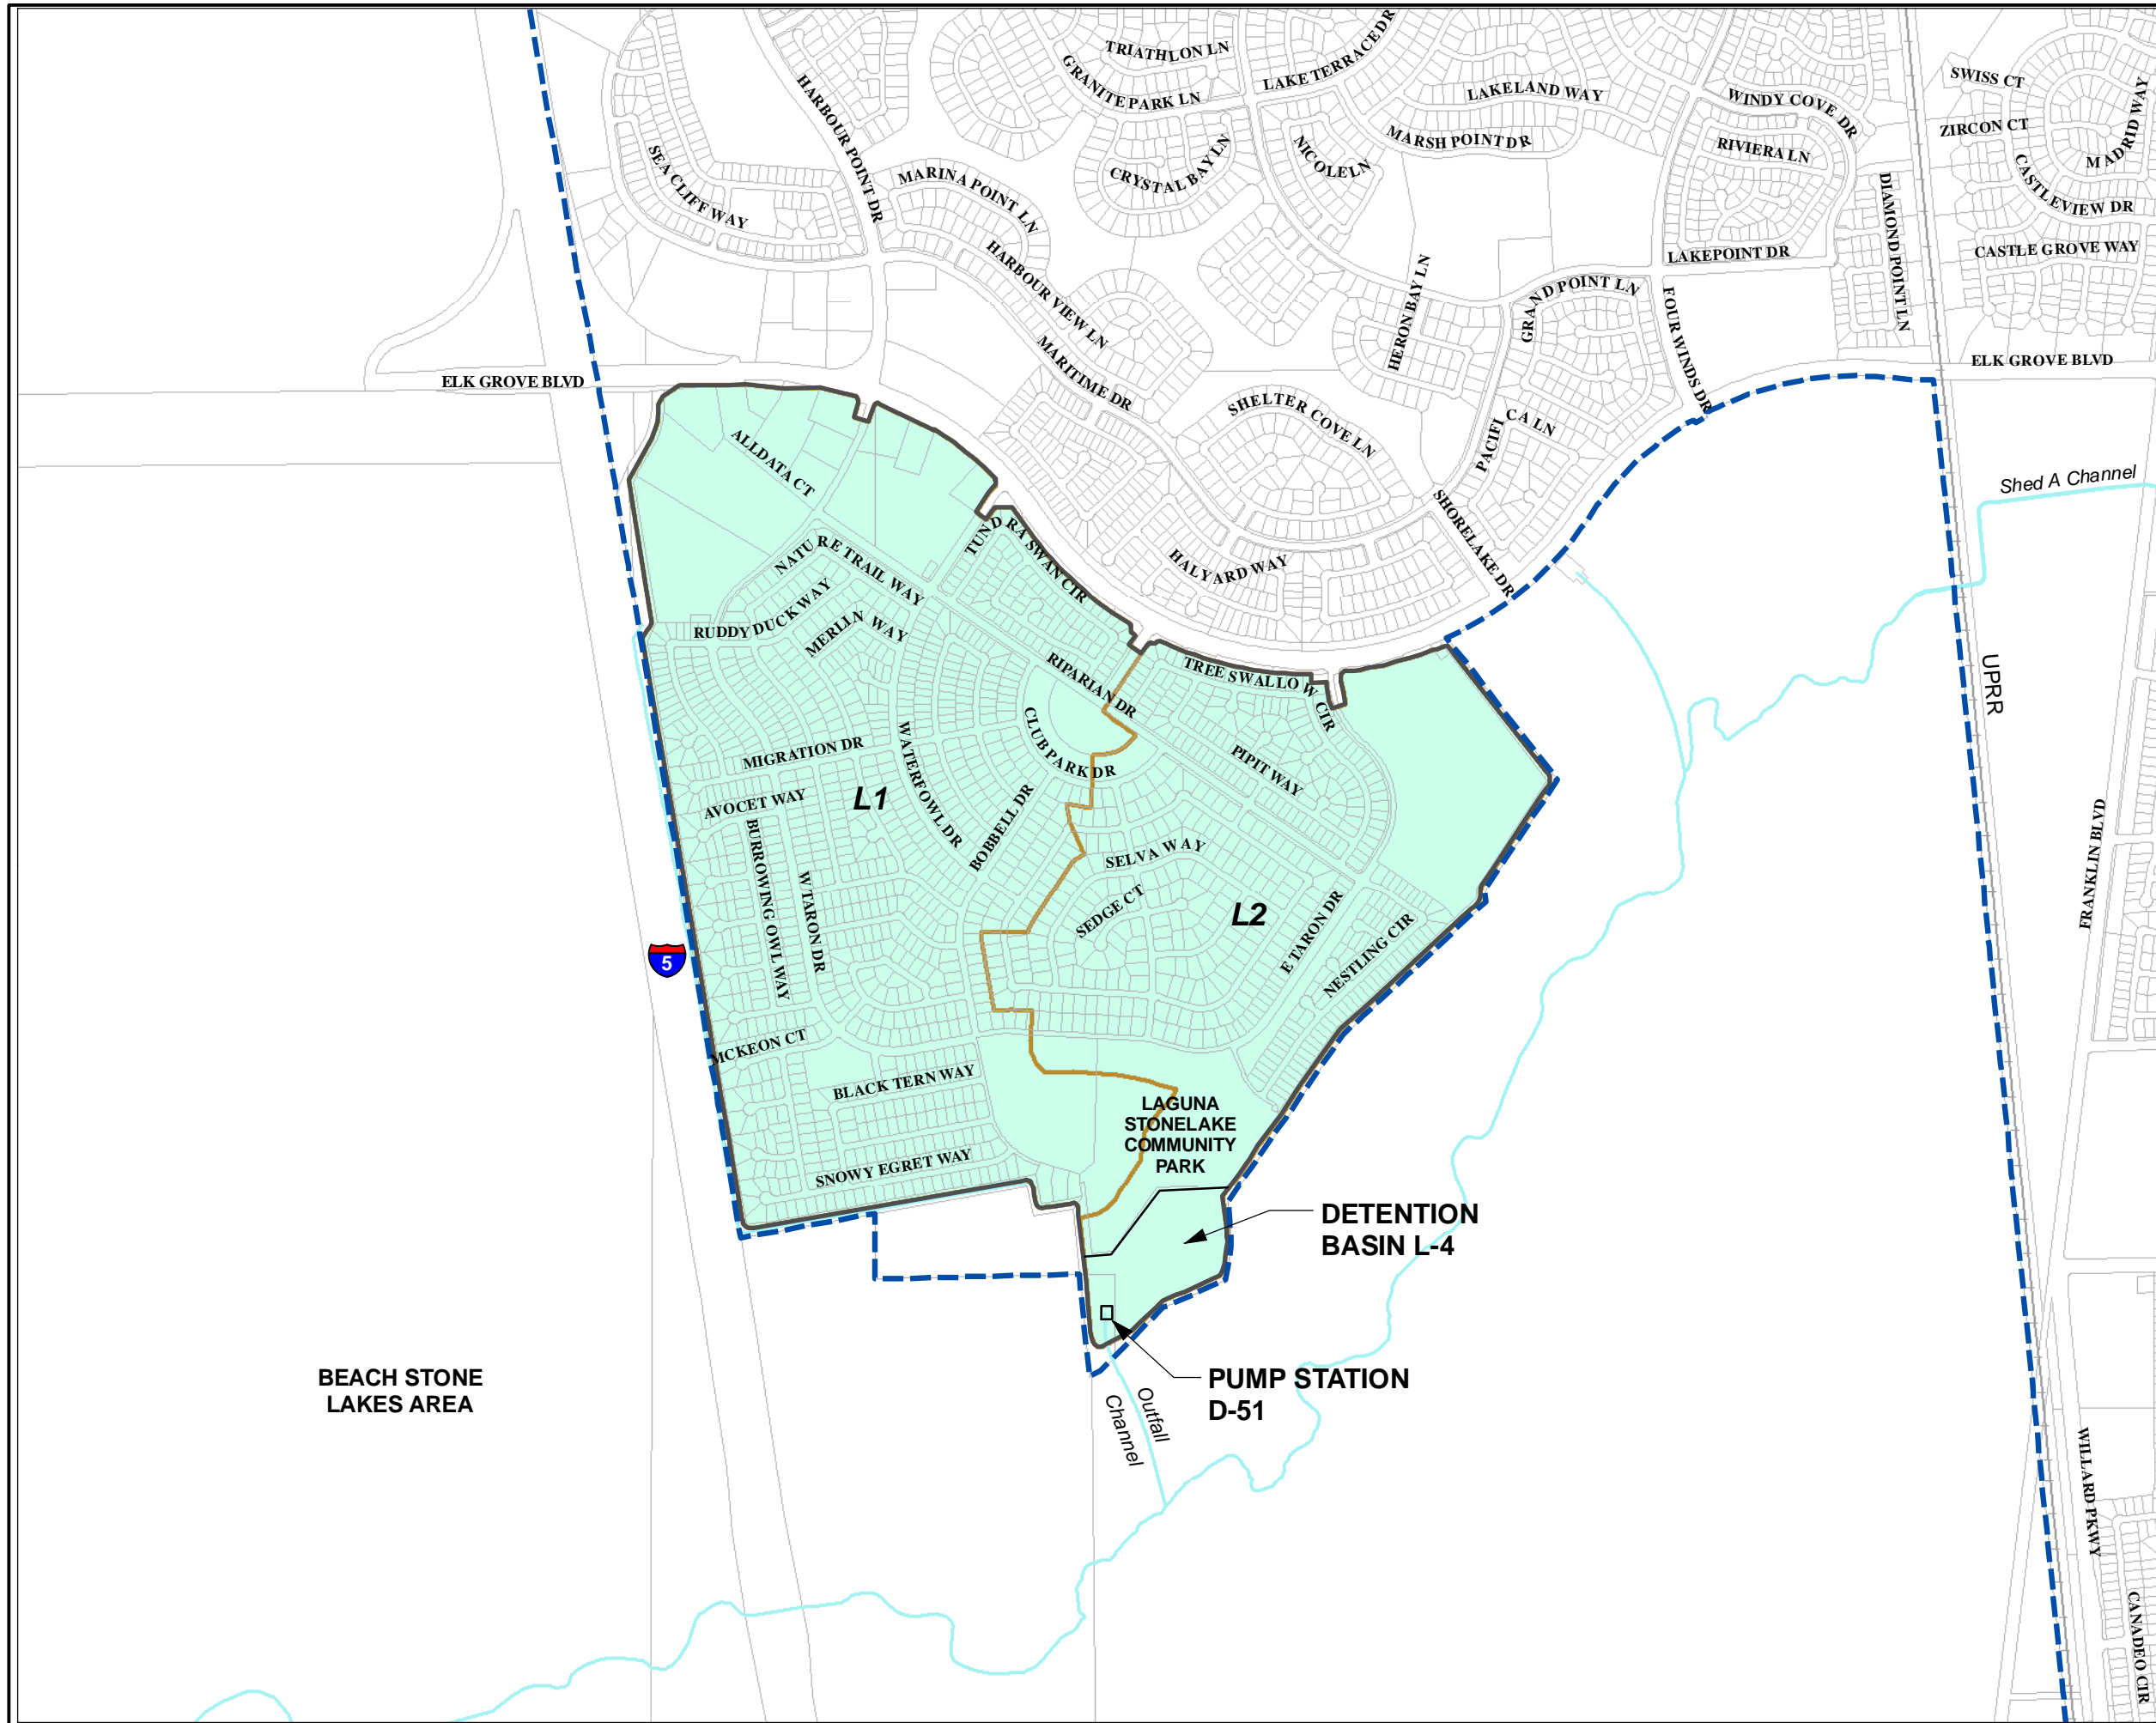 TRIATHLON LN
GRANITE PARK LN
LAKE TERRACE DR
LAKELAND WAY
SWISS CT
WINDY COVE DR
ZIRCON CT
MADRID WAY
HARBOUR POINT DR
SEA CLIFF WAY
MARINA POINT LN
CRYSTAL BAY LN
NICOLE LN
MARSH POINT DR
RIVIERA LN
CASTLEVIEW DR
DIAMOND POINT LN
CASTLE GROVE WAY
LAKEPOINT DR
HARBOUR VIEW LN
HERON BAY LN
GRAND POINT LN
FOUR WINDS DR
MARITIME DR
ELK GROVE BLVD
ELK GROVE BLVD
SHELTER COVE LN
PACIFICA LN
ALLDATA CT
SHORELAKE DR
Shed A Channel
TUNDRA SWAN CIR
NATURE TRAIL WAY
HALYARD WAY
RUDDY DUCK WAY
MERLIN WAY
RIPARIAN DR
TREE SWALLOW CIR
UPRR
CLUB PARK DR
MIGRATION DR
WATERFOWL DR
PIPIT WAY
AVOCET WAY
L1
BOBBELL DR
BURROWING OWL WAY
SELVA WAY
FRANKLIN BLVD
W TARON DR
SEDGE CT
L2
E TARON DR
NESTLING CIR
5
MCKEON CT
BLACK TERN WAY
LAGUNA
STONELAKE
COMMUNITY
PARK
SNOWY EGRET WAY
DETENTION
BASIN L-4
BEACH STONE
LAKES AREA
PUMP STATION
D-51
Outfall
Channel
WILLARD PKWY
CANADEO CIR